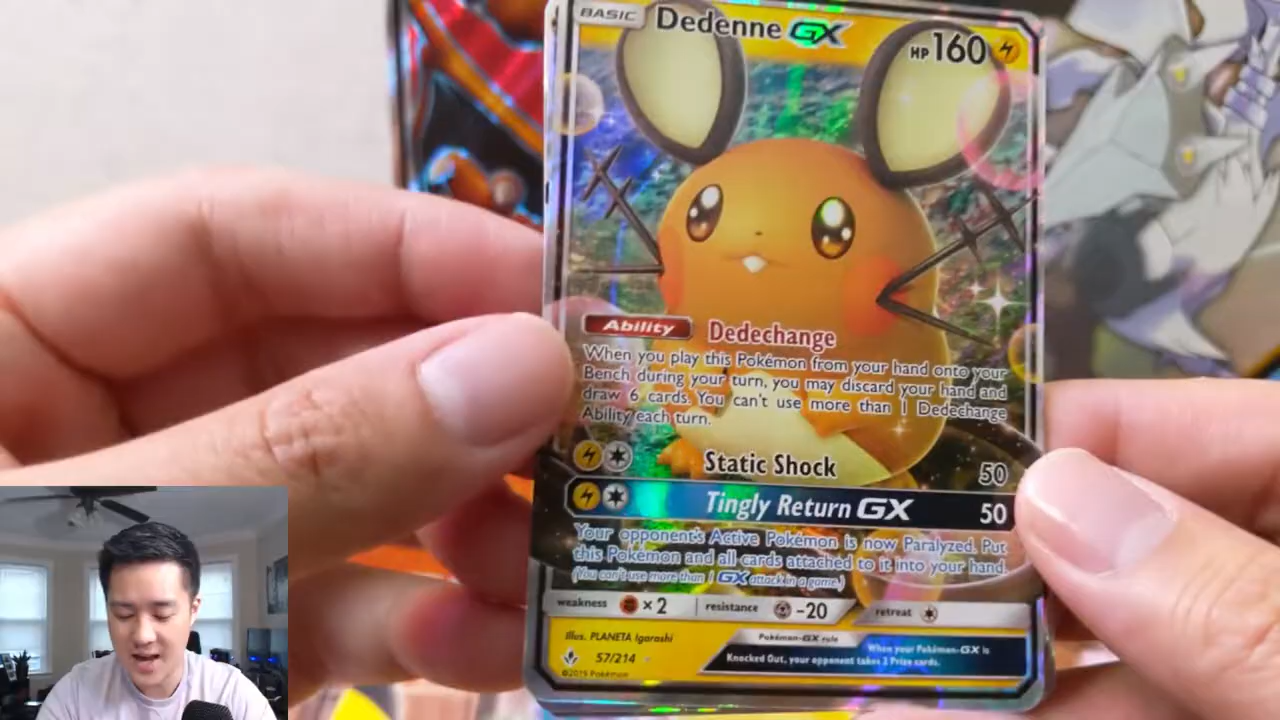 BASIC Dedenne GX HP160
Ability Dedechange
When you play this Pokémon from your hand onto your
Bench during your turn, you may discard your hand and
draw 6 cards. You can't use more than 1 Dedechange
Ability each turn.
Static Shock 50
Tingly Return GX 50
Your opponent's Active Pokémon is now Paralyzed. Put
this Pokémon and all cards attached to it into your hand.
(You can't use more than 1 GX attack in a game.)
weakness ×2 resistance -20 retreat
Illus. PLANETA Igarashi
57/214
©2019 Pokémon
Pokémon-GX rule
When your Pokémon-GX is
Knocked Out, your opponent takes 2 Prize cards.